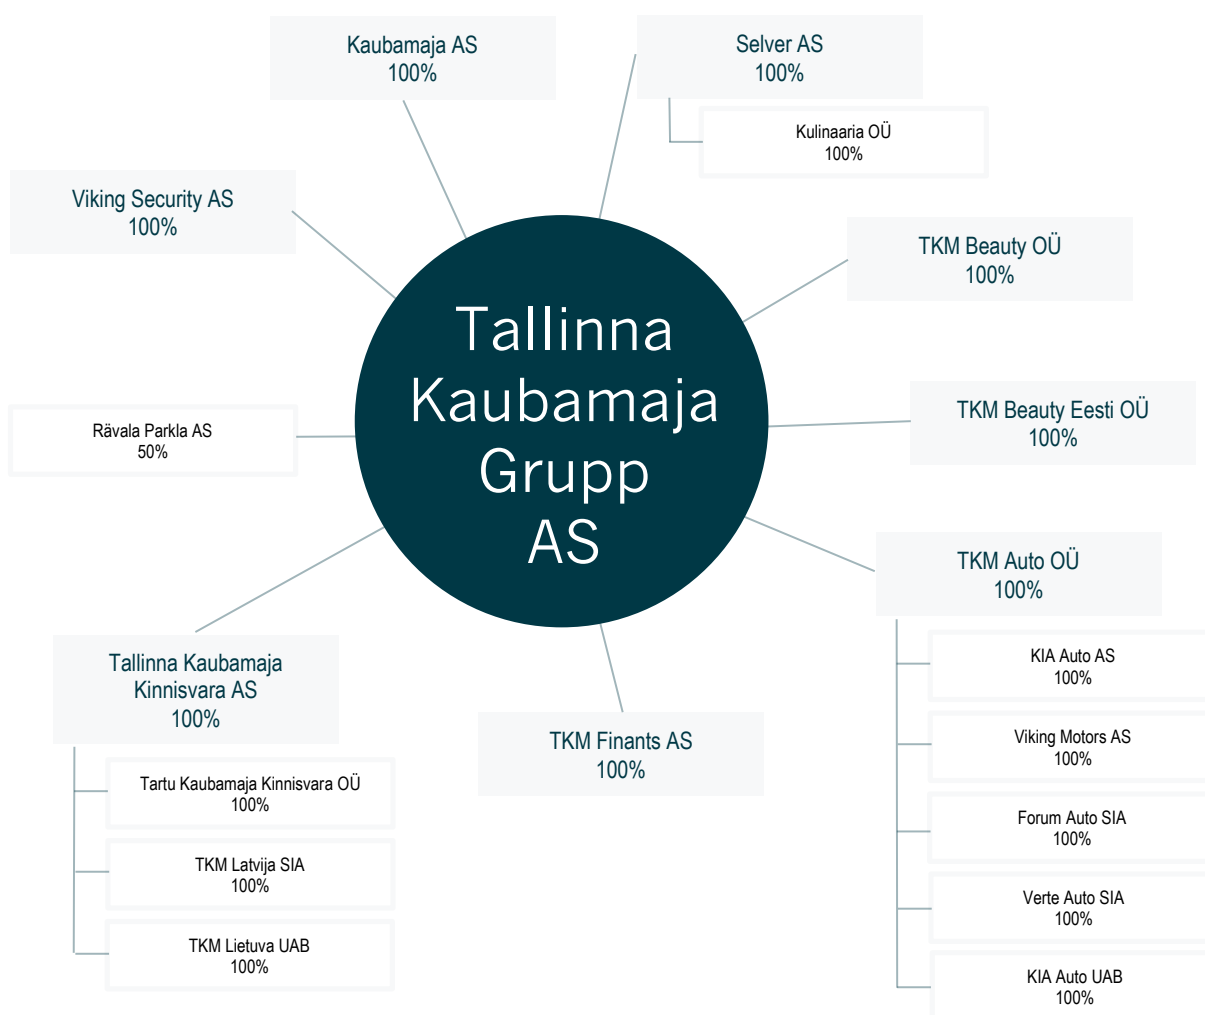 Kaubamaja AS
100%
Selver AS
100%
Kulinaaria OÜ
100%
Viking Security AS
100%
TKM Beauty OÜ
100%
Tallinna
Kaubamaja
Grupp
AS
TKM Beauty Eesti OÜ
100%
Rävala Parkla AS
50%
TKM Auto OÜ
100%
KIA Auto AS
100%
Viking Motors AS
100%
Forum Auto SIA
100%
Verte Auto SIA
100%
KIA Auto UAB
100%
Tallinna Kaubamaja
Kinnisvara AS
100%
Tartu Kaubamaja Kinnisvara OÜ
100%
TKM Latvija SIA
100%
TKM Lietuva UAB
100%
TKM Finants AS
100%